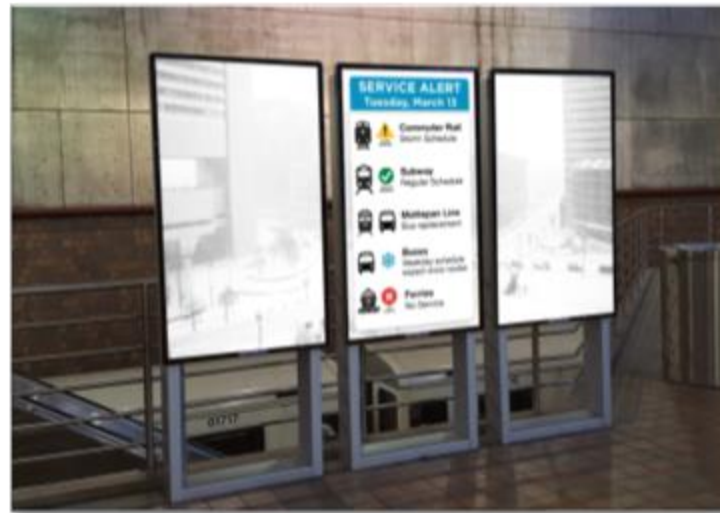 SERVICE ALERT
Tuesday, March 13
Commuter Rail
Storm Schedule
Subway
Regular Schedule
Mattapan Line
Bus replacement
Buses
Weekday schedule
expect snow routes
Ferries
No Service
01717